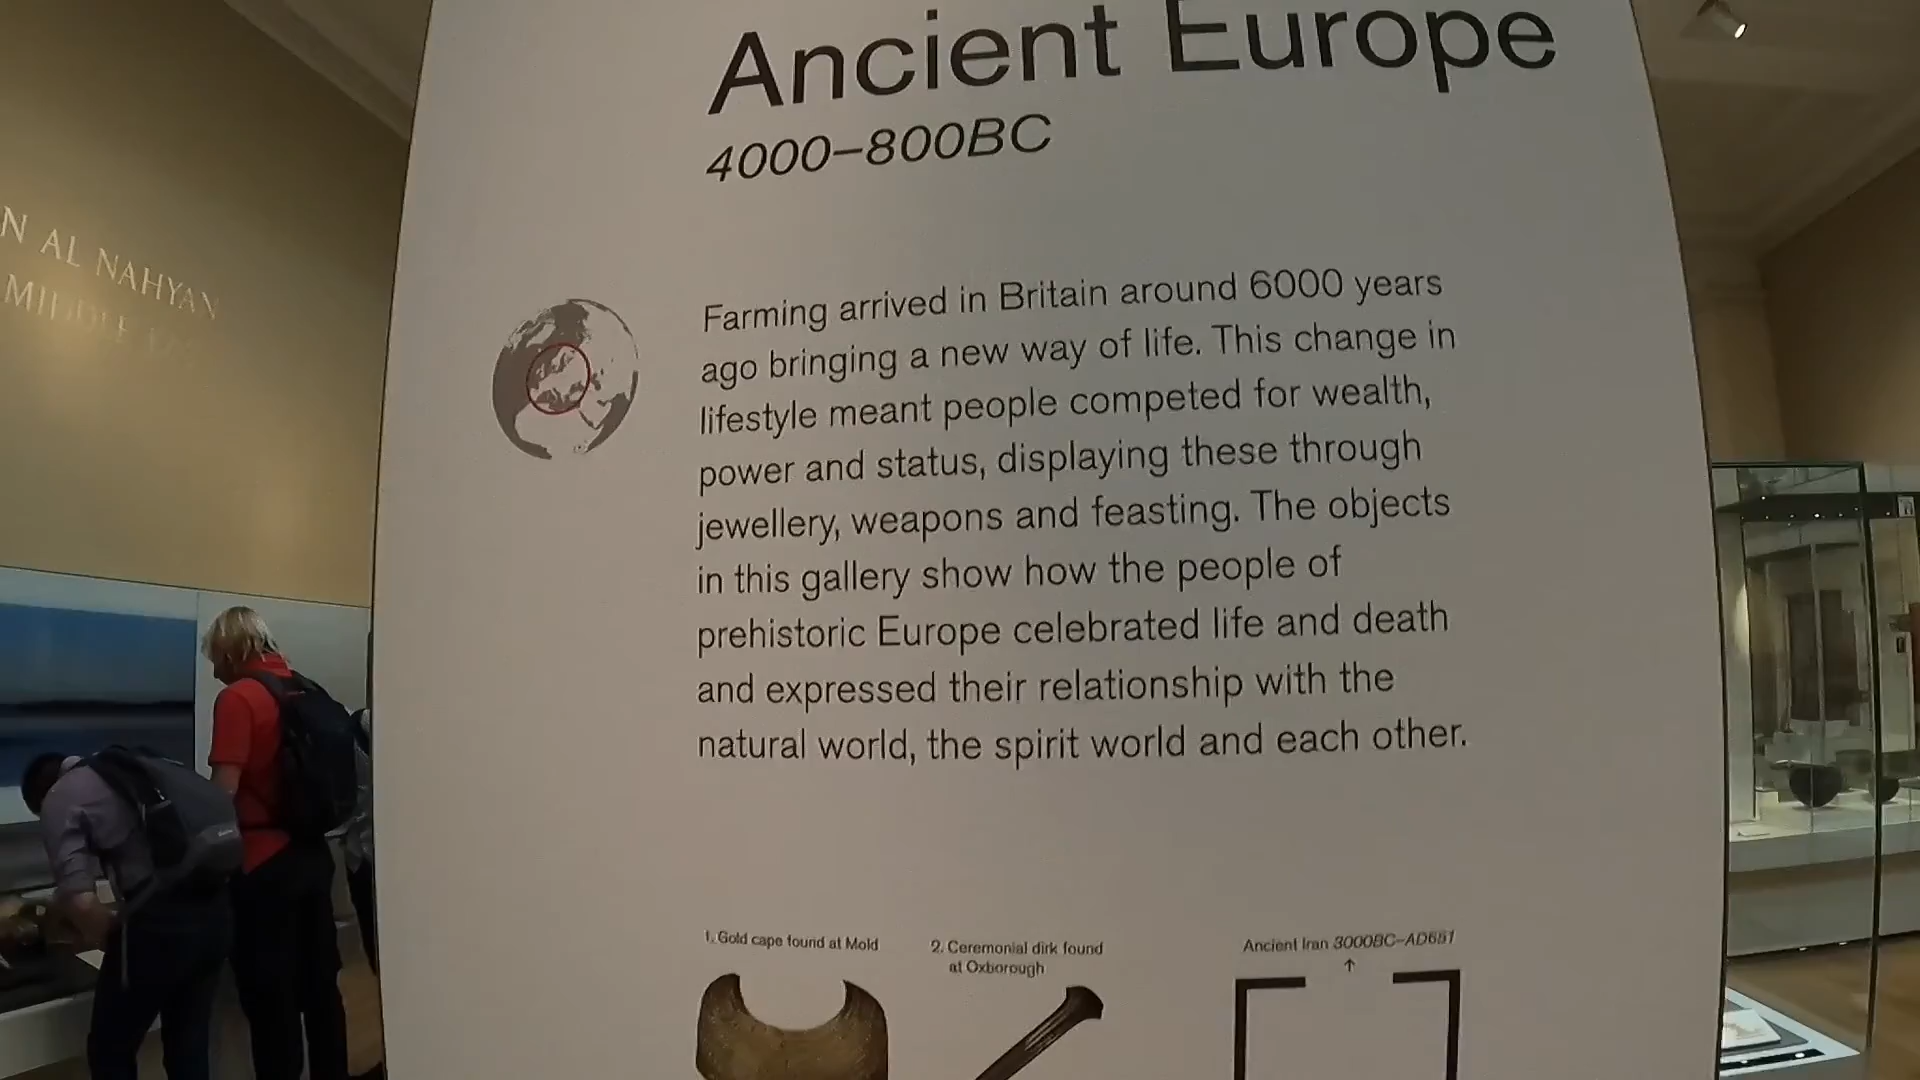 Ancient Europe
4000–800BC
N AL NAHYAN
MIDDLE
Farming arrived in Britain around 6000 years
ago bringing a new way of life. This change in
lifestyle meant people competed for wealth,
power and status, displaying these through
jewellery, weapons and feasting. The objects
in this gallery show how the people of
prehistoric Europe celebrated life and death
and expressed their relationship with the
natural world, the spirit world and each other.
1. Gold cape found at Mold
2. Ceremonial dirk found
at Oxborough
Ancient Iran 3000BC–AD651
↑